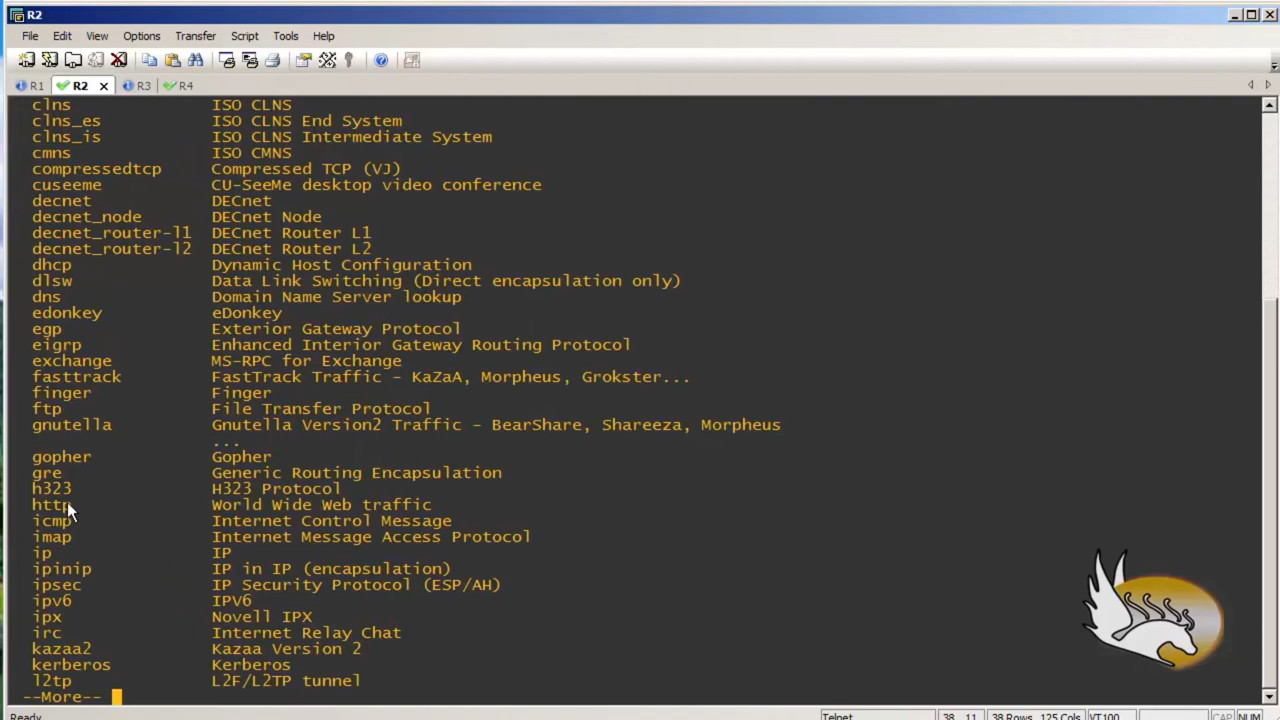 R2
File Edit View Options Transfer Script Tools Help
R1 R2 R3 R4
clns ISO CLNS
clns_es ISO CLNS End System
clns_is ISO CLNS Intermediate System
cmns ISO CMNS
compressedtcp Compressed TCP (VJ)
cuseeme CU-SeeMe desktop video conference
decnet DECnet
decnet_node DECnet Node
decnet_router-l1 DECnet Router L1
decnet_router-l2 DECnet Router L2
dhcp Dynamic Host Configuration
dlsw Data Link Switching (Direct encapsulation only)
dns Domain Name Server lookup
edonkey eDonkey
egp Exterior Gateway Protocol
eigrp Enhanced Interior Gateway Routing Protocol
exchange MS-RPC for Exchange
fasttrack FastTrack Traffic - KaZaA, Morpheus, Grokster...
finger Finger
ftp File Transfer Protocol
gnutella Gnutella Version2 Traffic - BearShare, Shareeza, Morpheus
...
gopher Gopher
gre Generic Routing Encapsulation
h323 H323 Protocol
http World Wide Web traffic
icmp Internet Control Message
imap Internet Message Access Protocol
ip IP
ipinip IP in IP (encapsulation)
ipsec IP Security Protocol (ESP/AH)
ipv6 IPV6
ipx Novell IPX
irc Internet Relay Chat
kazaa2 Kazaa Version 2
kerberos Kerberos
l2tp L2F/L2TP tunnel
--More--
Ready Telnet 38, 11 38 Rows, 125 Cols VT100 CAP NUM